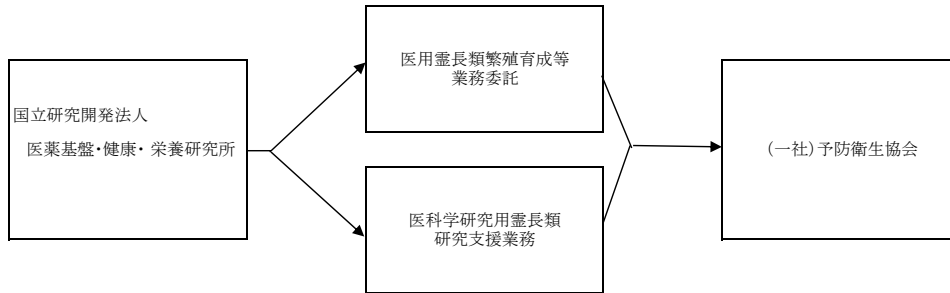 国立研究開発法人
医薬基盤・健康・栄養研究所
医用霊長類繁殖育成等
業務委託
医科学研究用霊長類
研究支援業務
(一社)予防衛生協会